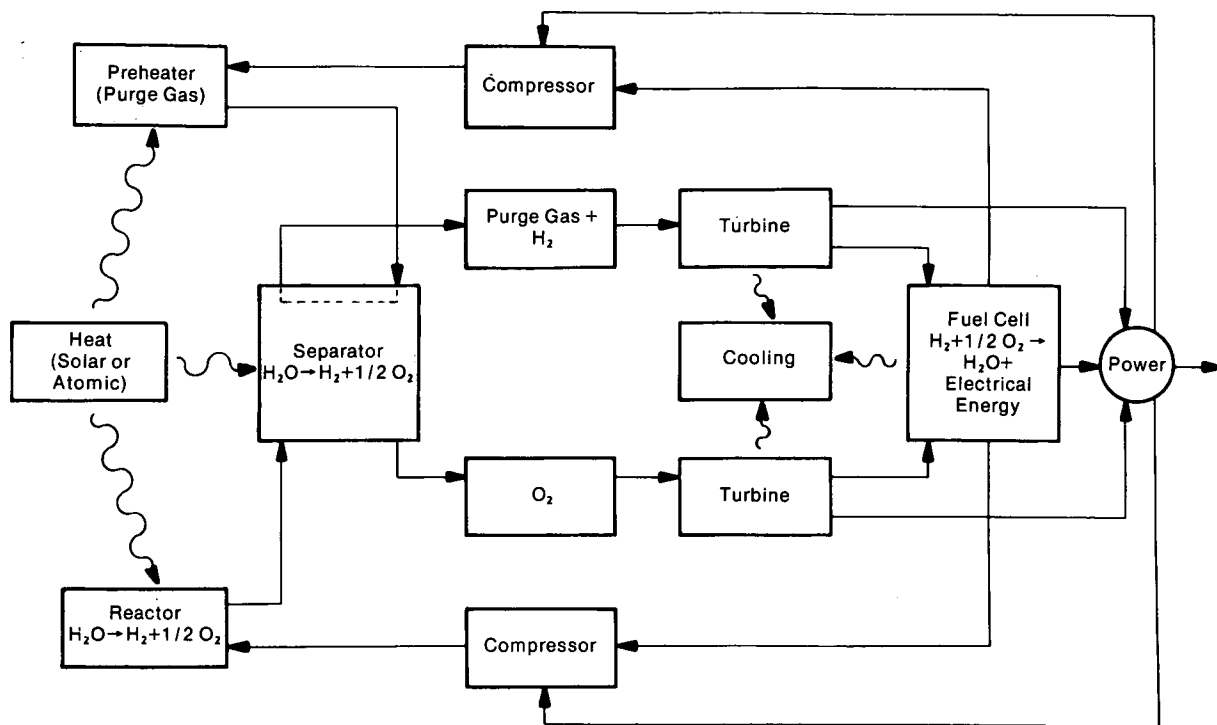 Preheater
(Purge Gas)
Compressor
Purge Gas +
H₂
Turbine
Heat
(Solar or
Atomic)
Separator
H₂O→H₂+1/2 O₂
Cooling
Fuel Cell
H₂+1/2 O₂→
H₂O+
Electrical
Energy
Power
O₂
Turbine
Reactor
H₂O→H₂+1/2 O₂
Compressor